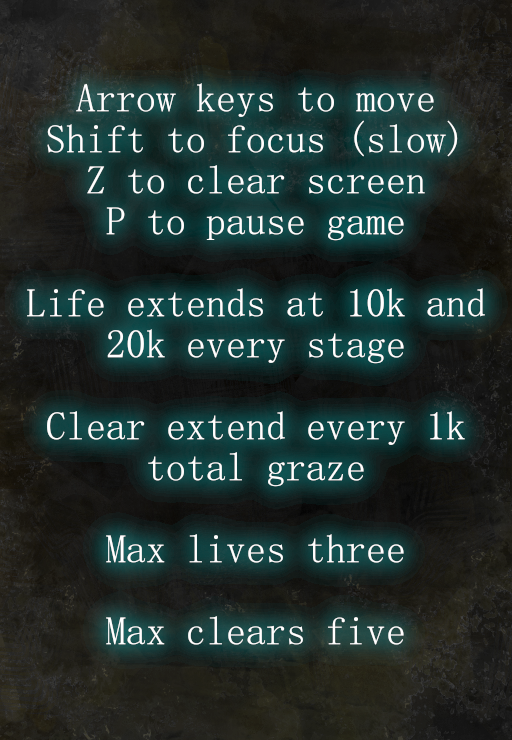 Arrow keys to move
Shift to focus (slow)
Z to clear screen
P to pause game
Life extends at 10k and
20k every stage
Clear extend every 1k
total graze
Max lives three
Max clears five